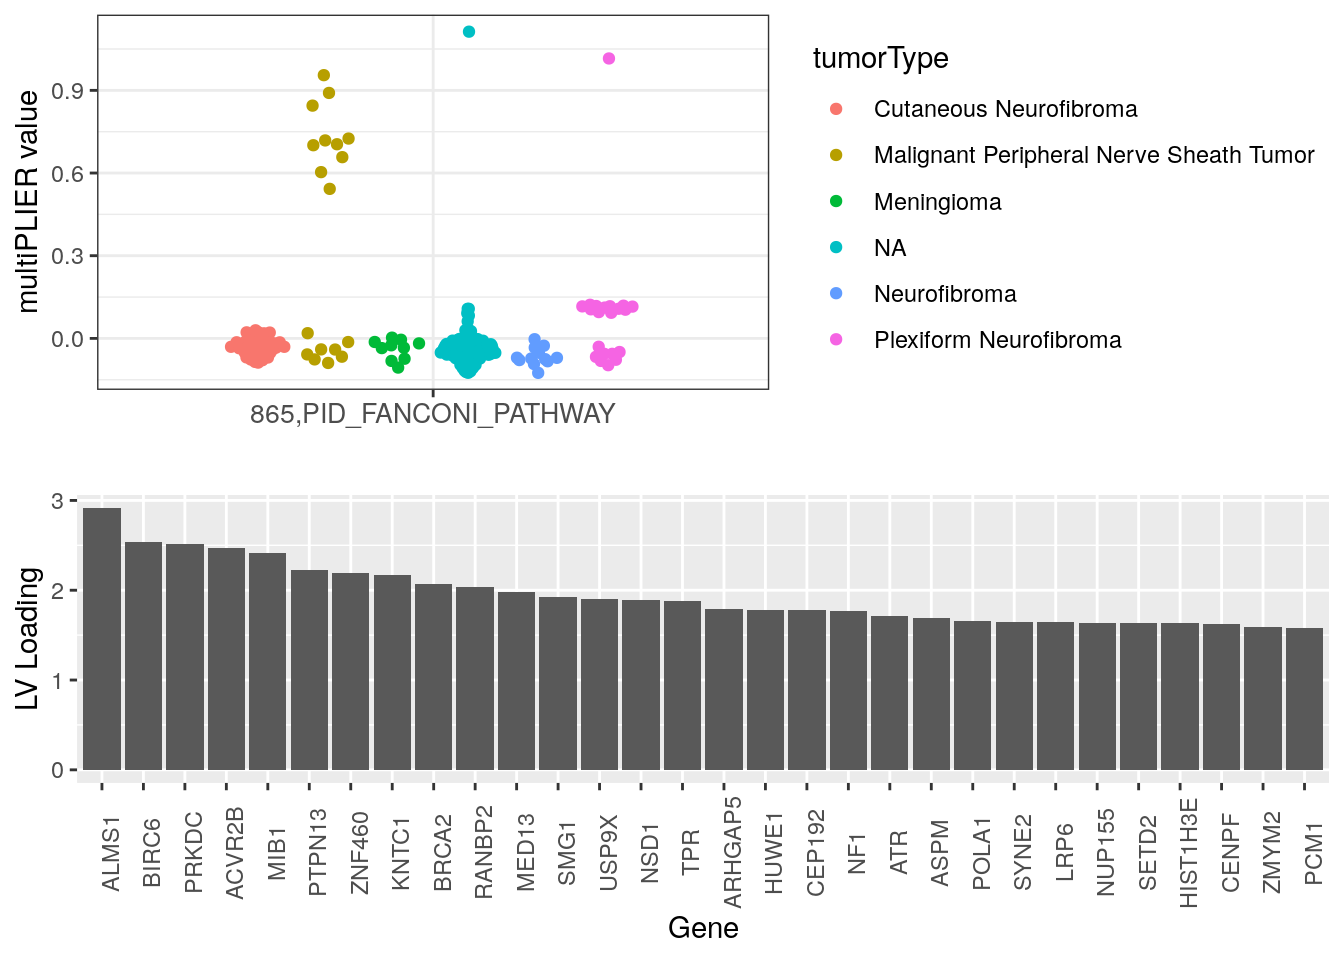 multiPLIER value
0.9
0.6
0.3
0.0
865,PID_FANCONI_PATHWAY
tumorType
Cutaneous Neurofibroma
Malignant Peripheral Nerve Sheath Tumor
Meningioma
NA
Neurofibroma
Plexiform Neurofibroma
LV Loading
3
2
1
0
ALMS1
BIRC6
PRKDC
ACVR2B
MIB1
PTPN13
ZNF460
KNTC1
BRCA2
RANBP2
MED13
SMG1
USP9X
NSD1
TPR
ARHGAP5
HUWE1
CEP192
NF1
ATR
ASPM
POLA1
SYNE2
LRP6
NUP155
SETD2
HIST1H3E
CENPF
ZMYM2
PCM1
Gene